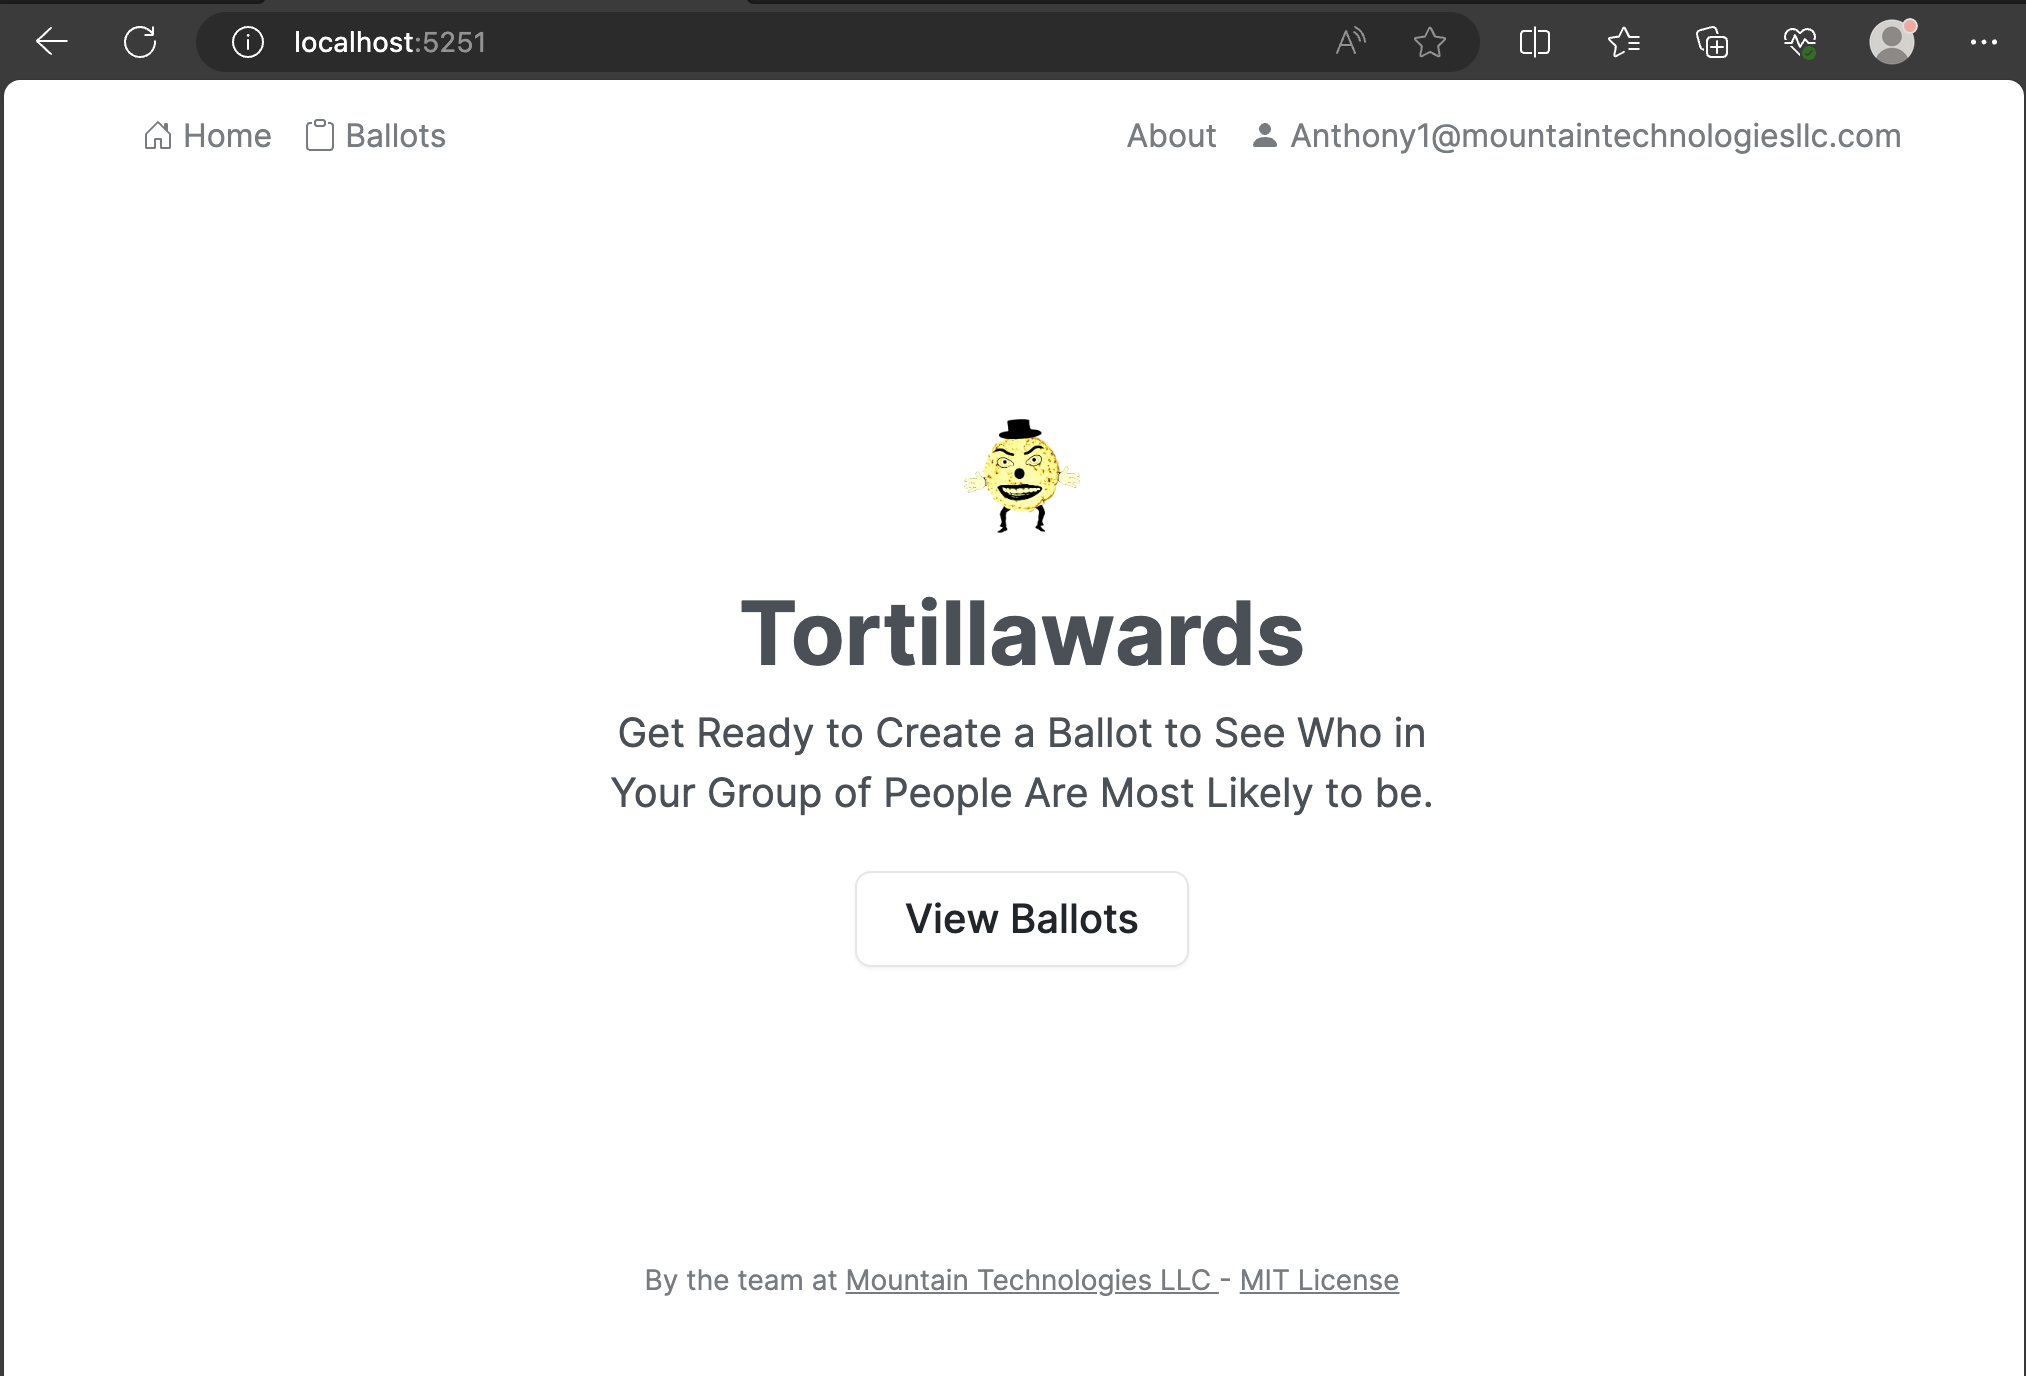 localhost:5251
Home Ballots About Anthony1@mountaintechnologiesllc.com
Tortillawards
Get Ready to Create a Ballot to See Who in
Your Group of People Are Most Likely to be.
View Ballots
By the team at Mountain Technologies LLC - MIT License